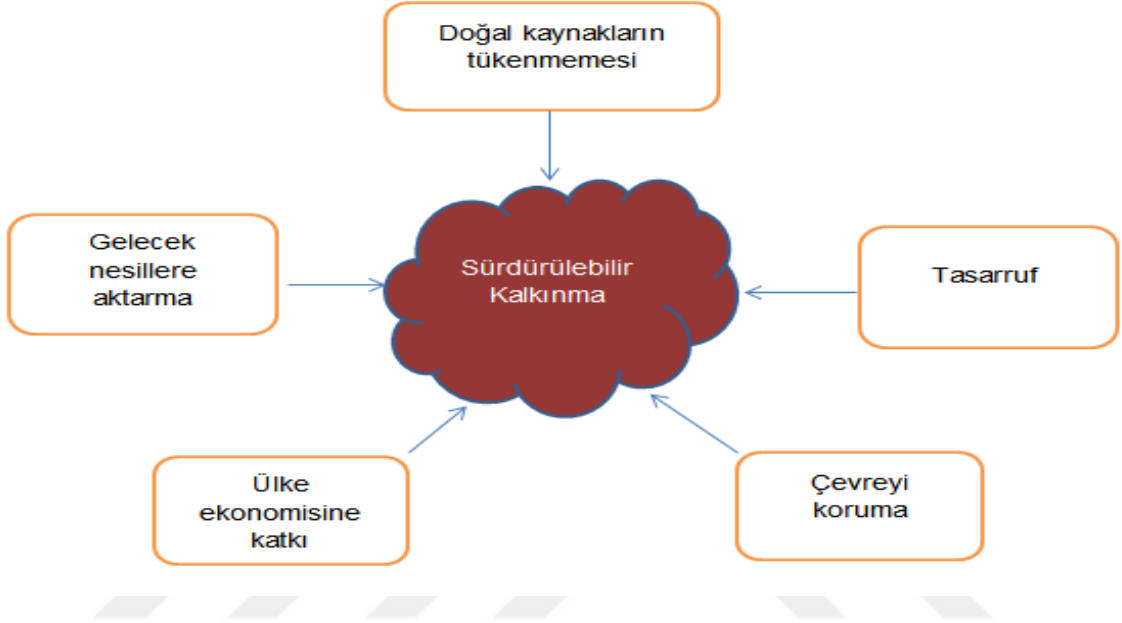 Doğal kaynakların
tükenmemesi
Gelecek
nesillere
aktarma
Sürdürülebilir
Kalkınma
Tasarruf
Ülke
ekonomisine
katkı
Çevreyi
koruma